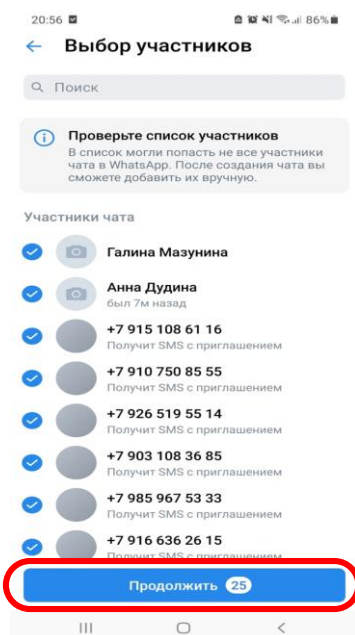 20:56 86%
Выбор участников
Поиск
Проверьте список участников
В список могли попасть не все участники
чата в WhatsApp. После создания чата вы
сможете добавить их вручную.
Участники чата
Галина Мазунина
Анна Дудина
был 7м назад
+7 915 108 61 16
Получит SMS с приглашением
+7 910 750 85 55
Получит SMS с приглашением
+7 926 519 55 14
Получит SMS с приглашением
+7 903 108 36 85
Получит SMS с приглашением
+7 985 967 53 33
Получит SMS с приглашением
+7 916 636 26 15
Получит SMS с приглашением
Продолжить 25